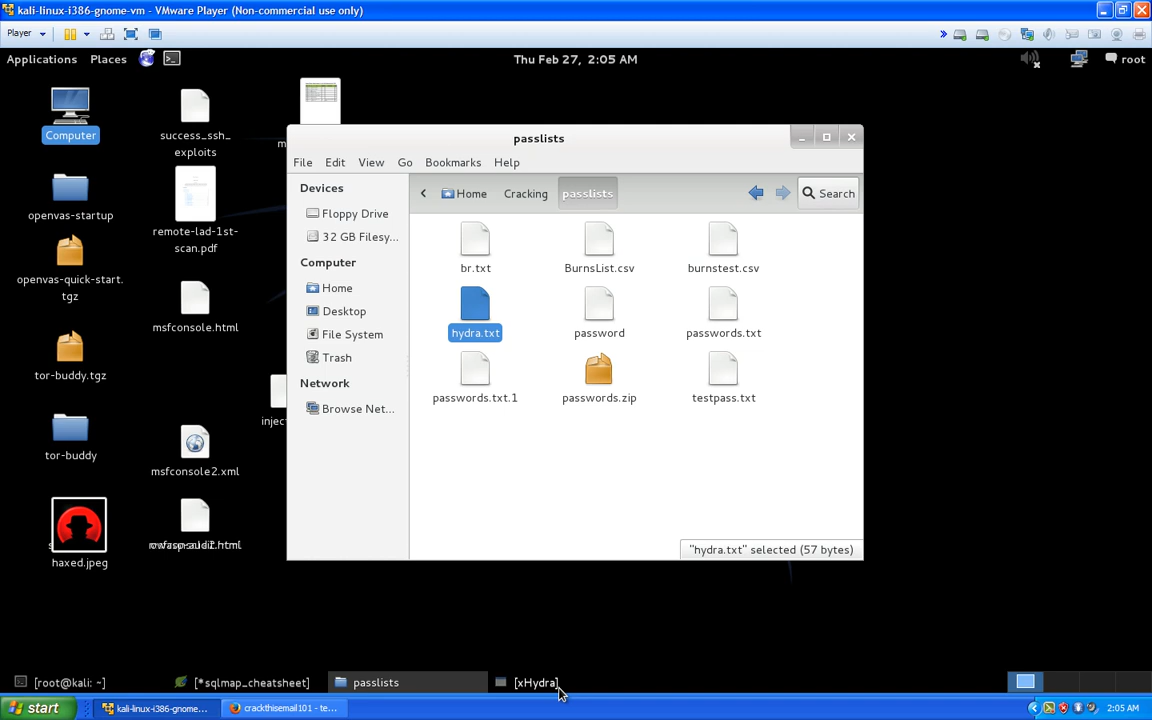 kali-linux-i386-gnome-vm - VMware Player (Non-commercial use only)
Player
Applications Places Thu Feb 27, 2:05 AM root
Computer
openvas-startup
openvas-quick-start.
tgz
tor-buddy.tgz
tor-buddy
haxed.jpeg
success_ssh_
exploits
remote-lad-1st-
scan.pdf
msfconsole.html
msfconsole2.xml
passlists
File Edit View Go Bookmarks Help
Devices
Floppy Drive
32 GB Filesy...
Computer
Home
Desktop
File System
Trash
Network
Browse Net...
Home Cracking passlists Search
br.txt BurnsList.csv burnstest.csv
hydra.txt password passwords.txt
passwords.txt.1 passwords.zip testpass.txt
"hydra.txt" selected (57 bytes)
[root@kali: ~] [*sqlmap_cheatsheet] passlists [xHydra]
start kali-linux-i386-gnome... crackthisemail101 - te... 2:05 AM